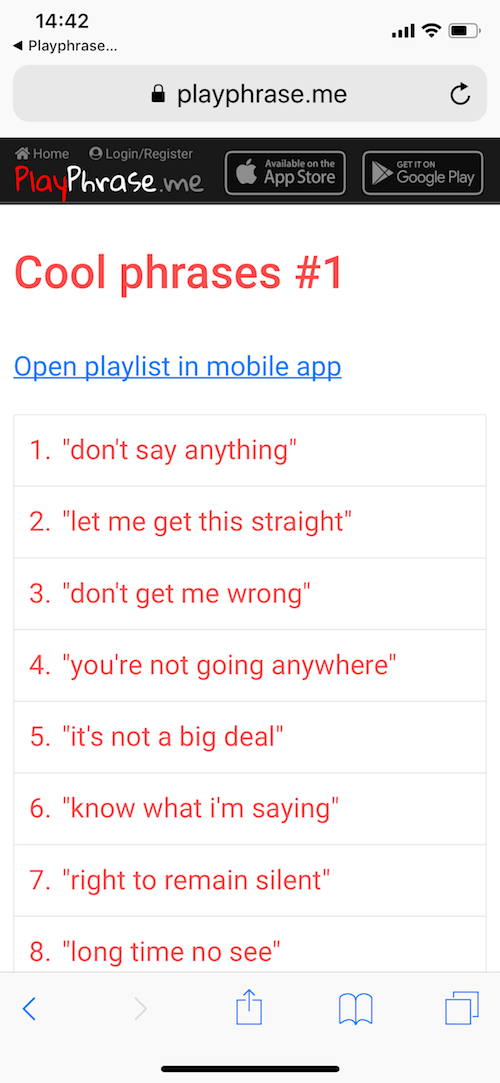 14:42
◀ Playphrase...
playphrase.me
Home Login/Register
PlayPhrase.me
Available on the
App Store
GET IT ON
Google Play
Cool phrases #1
Open playlist in mobile app
1. "don't say anything"
2. "let me get this straight"
3. "don't get me wrong"
4. "you're not going anywhere"
5. "it's not a big deal"
6. "know what i'm saying"
7. "right to remain silent"
8. "long time no see"